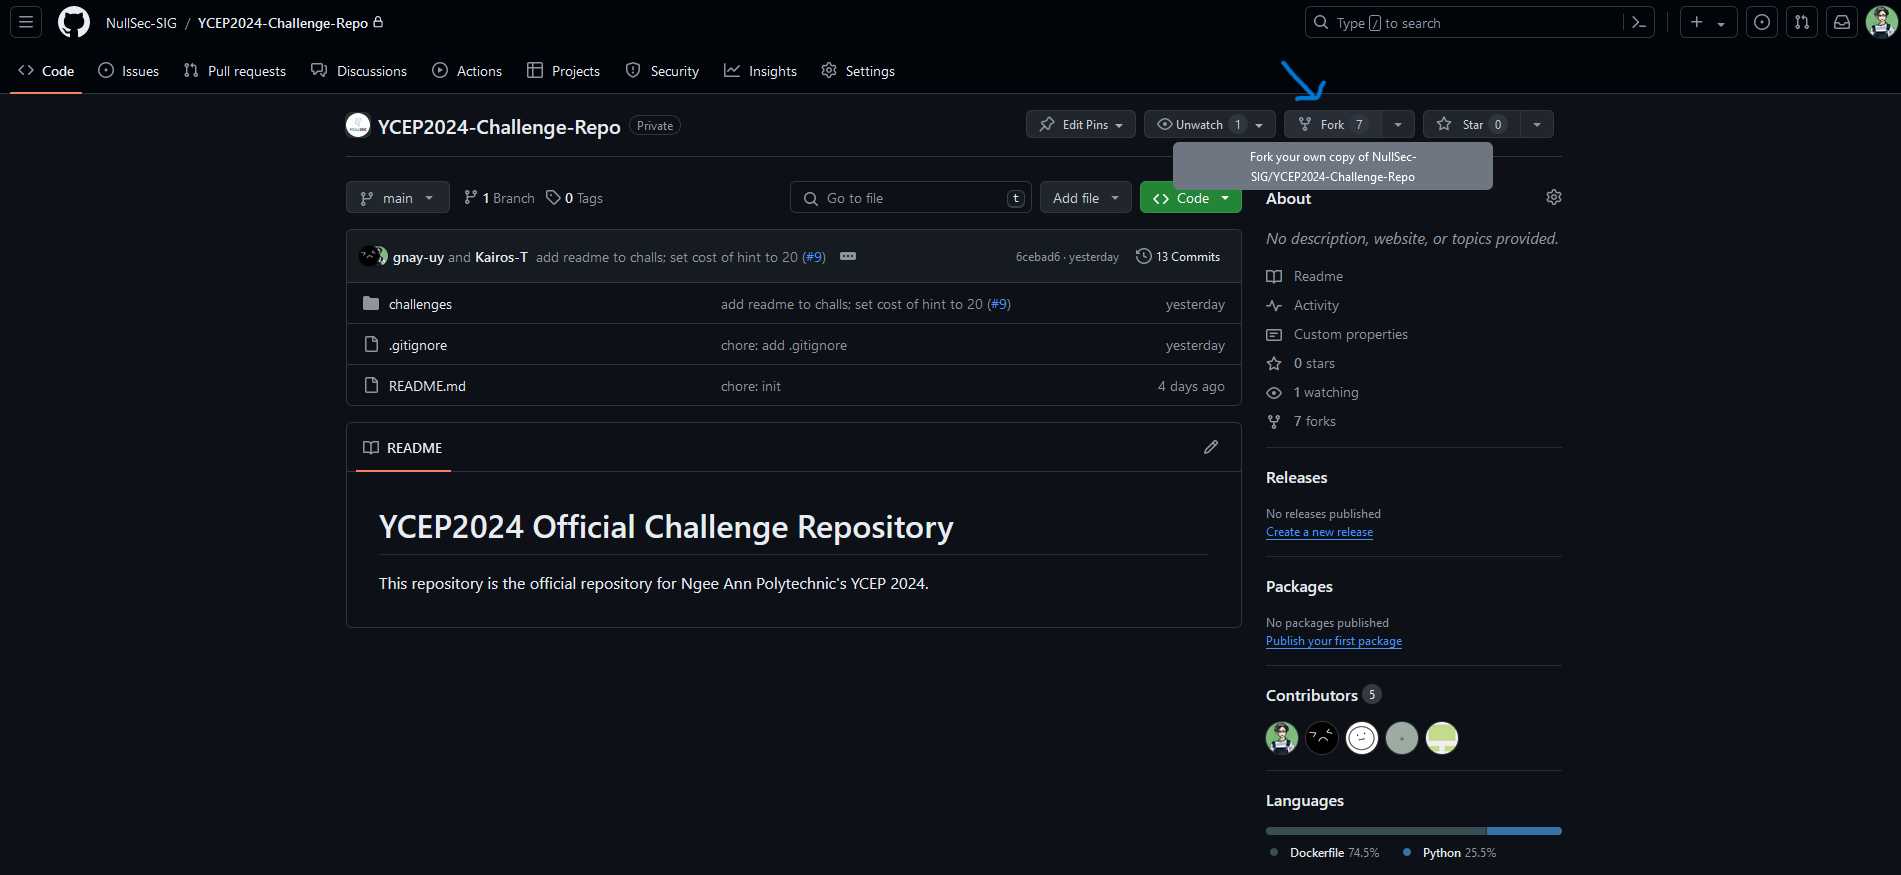 NullSec-SIG / YCEP2024-Challenge-Repo
Type / to search
Code Issues Pull requests Discussions Actions Projects Security Insights Settings
YCEP2024-Challenge-Repo Private
Edit Pins Unwatch 1 Fork 7 Star 0
Fork your own copy of NullSec-
SIG/YCEP2024-Challenge-Repo
main 1 Branch 0 Tags
Go to file t Add file Code
gnay-uy and Kairos-T add readme to challs; set cost of hint to 20 (#9) 6cebad6 · yesterday 13 Commits
challenges add readme to challs; set cost of hint to 20 (#9) yesterday
.gitignore chore: add .gitignore yesterday
README.md chore: init 4 days ago
README
YCEP2024 Official Challenge Repository
This repository is the official repository for Ngee Ann Polytechnic's YCEP 2024.
About
No description, website, or topics provided.
Readme
Activity
Custom properties
0 stars
1 watching
7 forks
Releases
No releases published
Create a new release
Packages
No packages published
Publish your first package
Contributors 5
Languages
Dockerfile 74.5% Python 25.5%